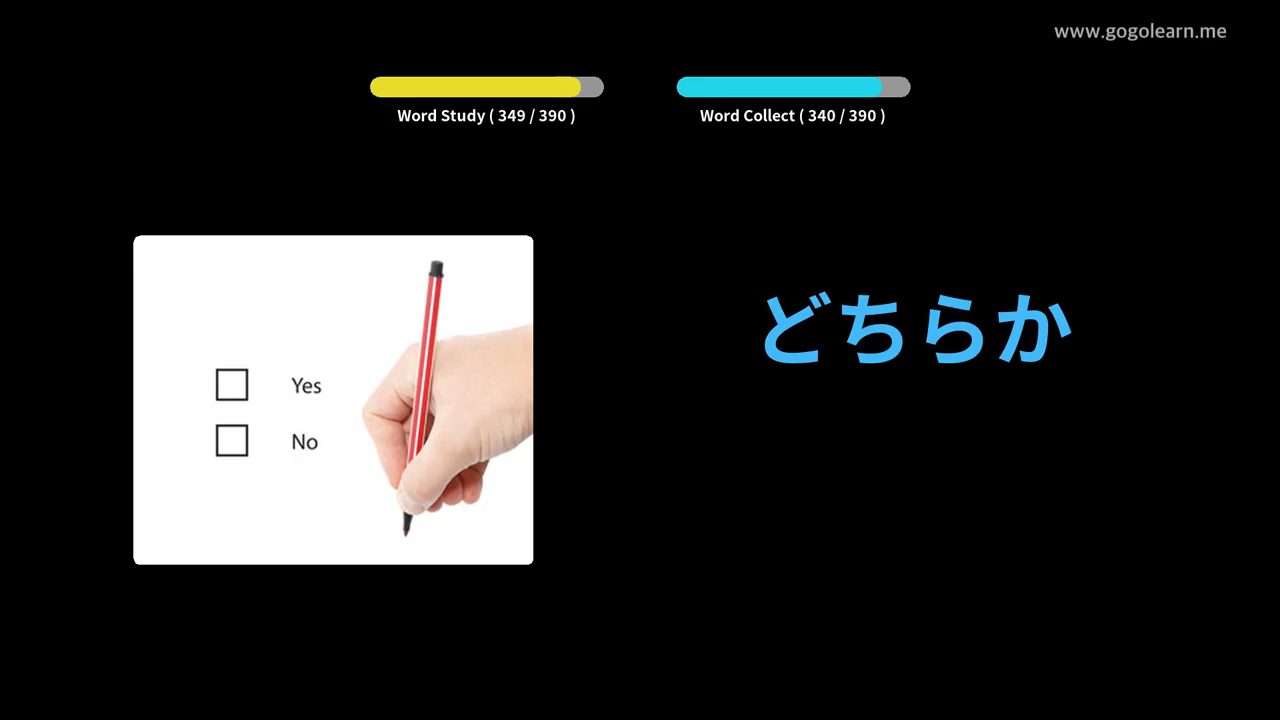 www.gogolearn.me
Word Study ( 349 / 390 )
Word Collect ( 340 / 390 )
どちらか
Yes
No